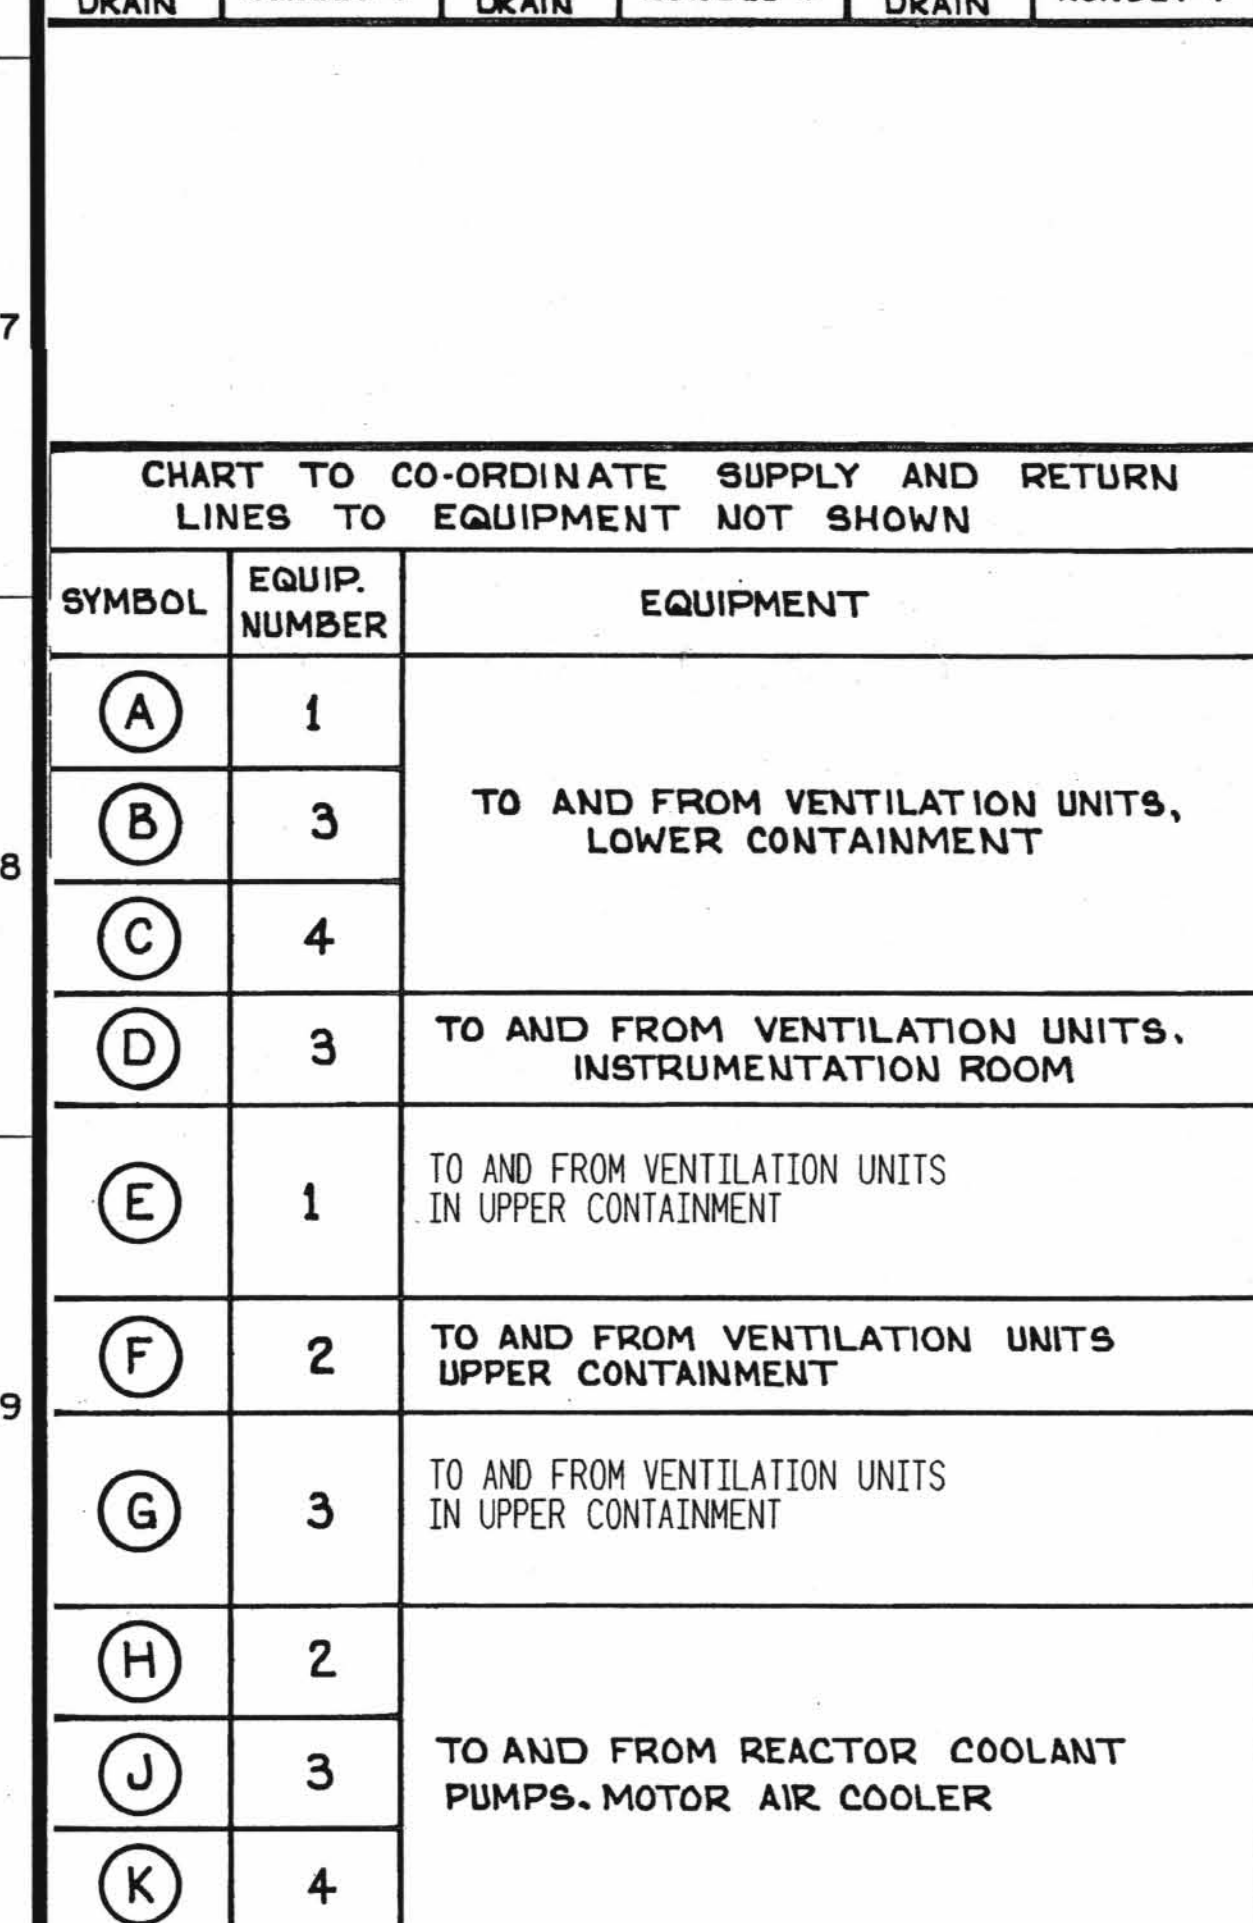 DRAIN DRAIN DRAIN
7
CHART TO CO-ORDINATE SUPPLY AND RETURN
LINES TO EQUIPMENT NOT SHOWN
SYMBOL EQUIP. NUMBER EQUIPMENT
A 1
B 3
TO AND FROM VENTILATION UNITS,
LOWER CONTAINMENT
8
C 4
D 3
TO AND FROM VENTILATION UNITS.
INSTRUMENTATION ROOM
E 1
TO AND FROM VENTILATION UNITS
IN UPPER CONTAINMENT
F 2
TO AND FROM VENTILATION UNITS
UPPER CONTAINMENT
9
G 3
TO AND FROM VENTILATION UNITS
IN UPPER CONTAINMENT
H 2
J 3
TO AND FROM REACTOR COOLANT
PUMPS. MOTOR AIR COOLER
K 4